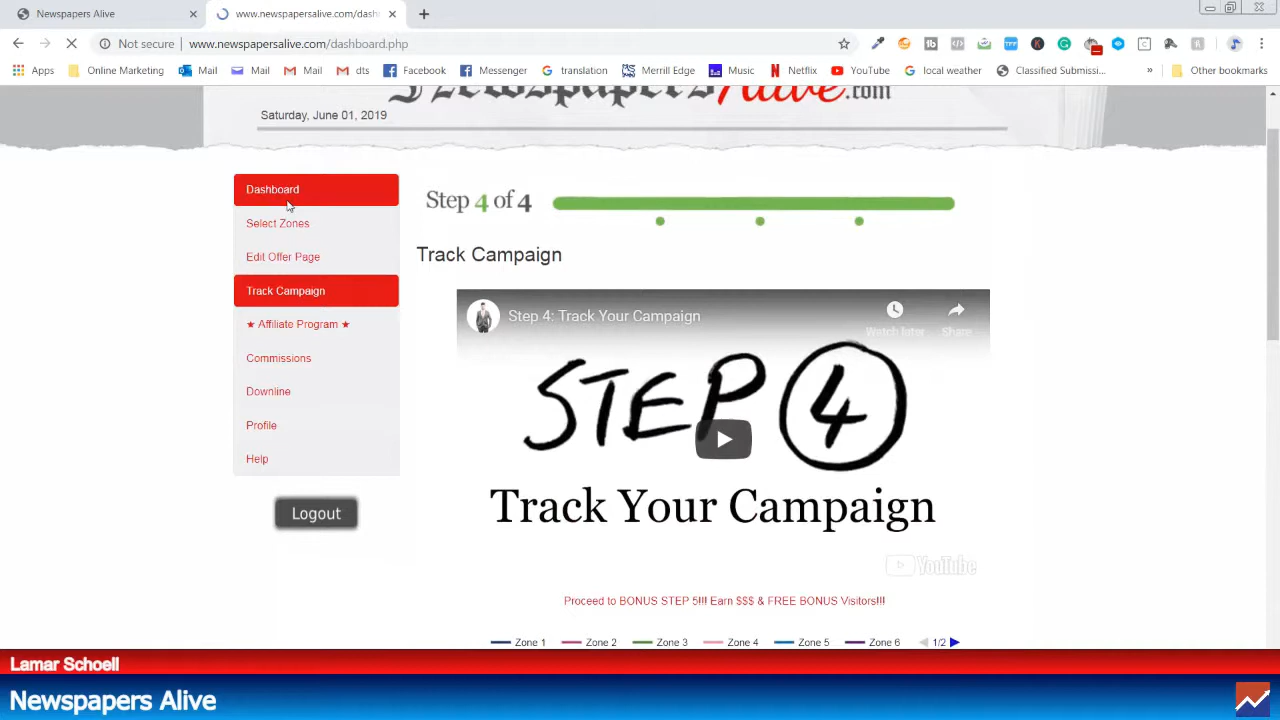 Newspapers Alive
www.newspapersalive.com/dash
Not secure
www.newspapersalive.com/dashboard.php
Apps
Online Marketing
Mail
Mail
Mail
dts
Facebook
Messenger
translation
Merrill Edge
Music
Netflix
YouTube
local weather
Classified Submissi...
»
Other bookmarks
NewspapersAlive.com
Saturday, June 01, 2019
Dashboard
Select Zones
Edit Offer Page
Track Campaign
★ Affiliate Program ★
Commissions
Downline
Profile
Help
Logout
Step 4 of 4
Track Campaign
Step 4: Track Your Campaign
Watch later
Share
STEP 4
Track Your Campaign
YouTube
Proceed to BONUS STEP 5!!! Earn $$$ & FREE BONUS Visitors!!!
Zone 1 Zone 2 Zone 3 Zone 4 Zone 5 Zone 6 1/2
Lamar Schoell
Newspapers Alive